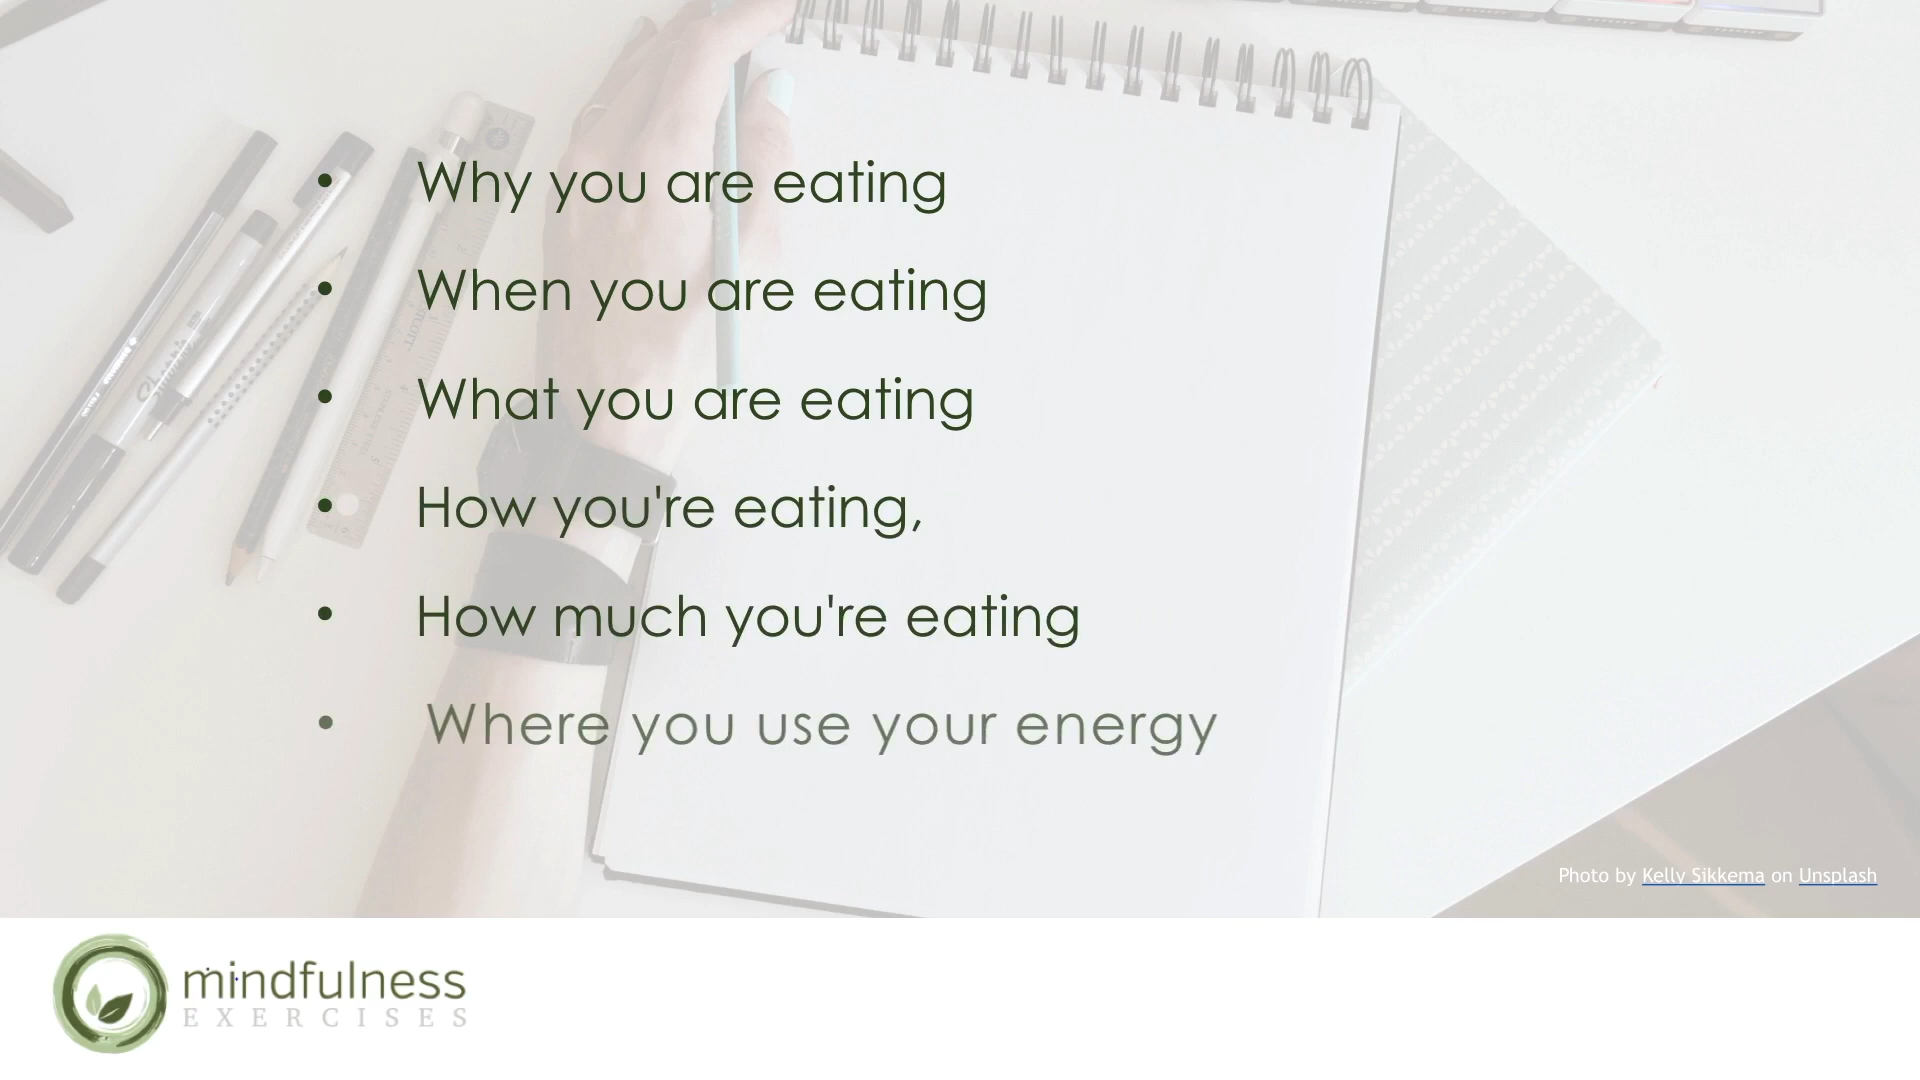 • Why you are eating
• When you are eating
• What you are eating
• How you're eating,
• How much you're eating
• Where you use your energy
Photo by Kelly Sikkema on Unsplash
mindfulness
EXERCISES